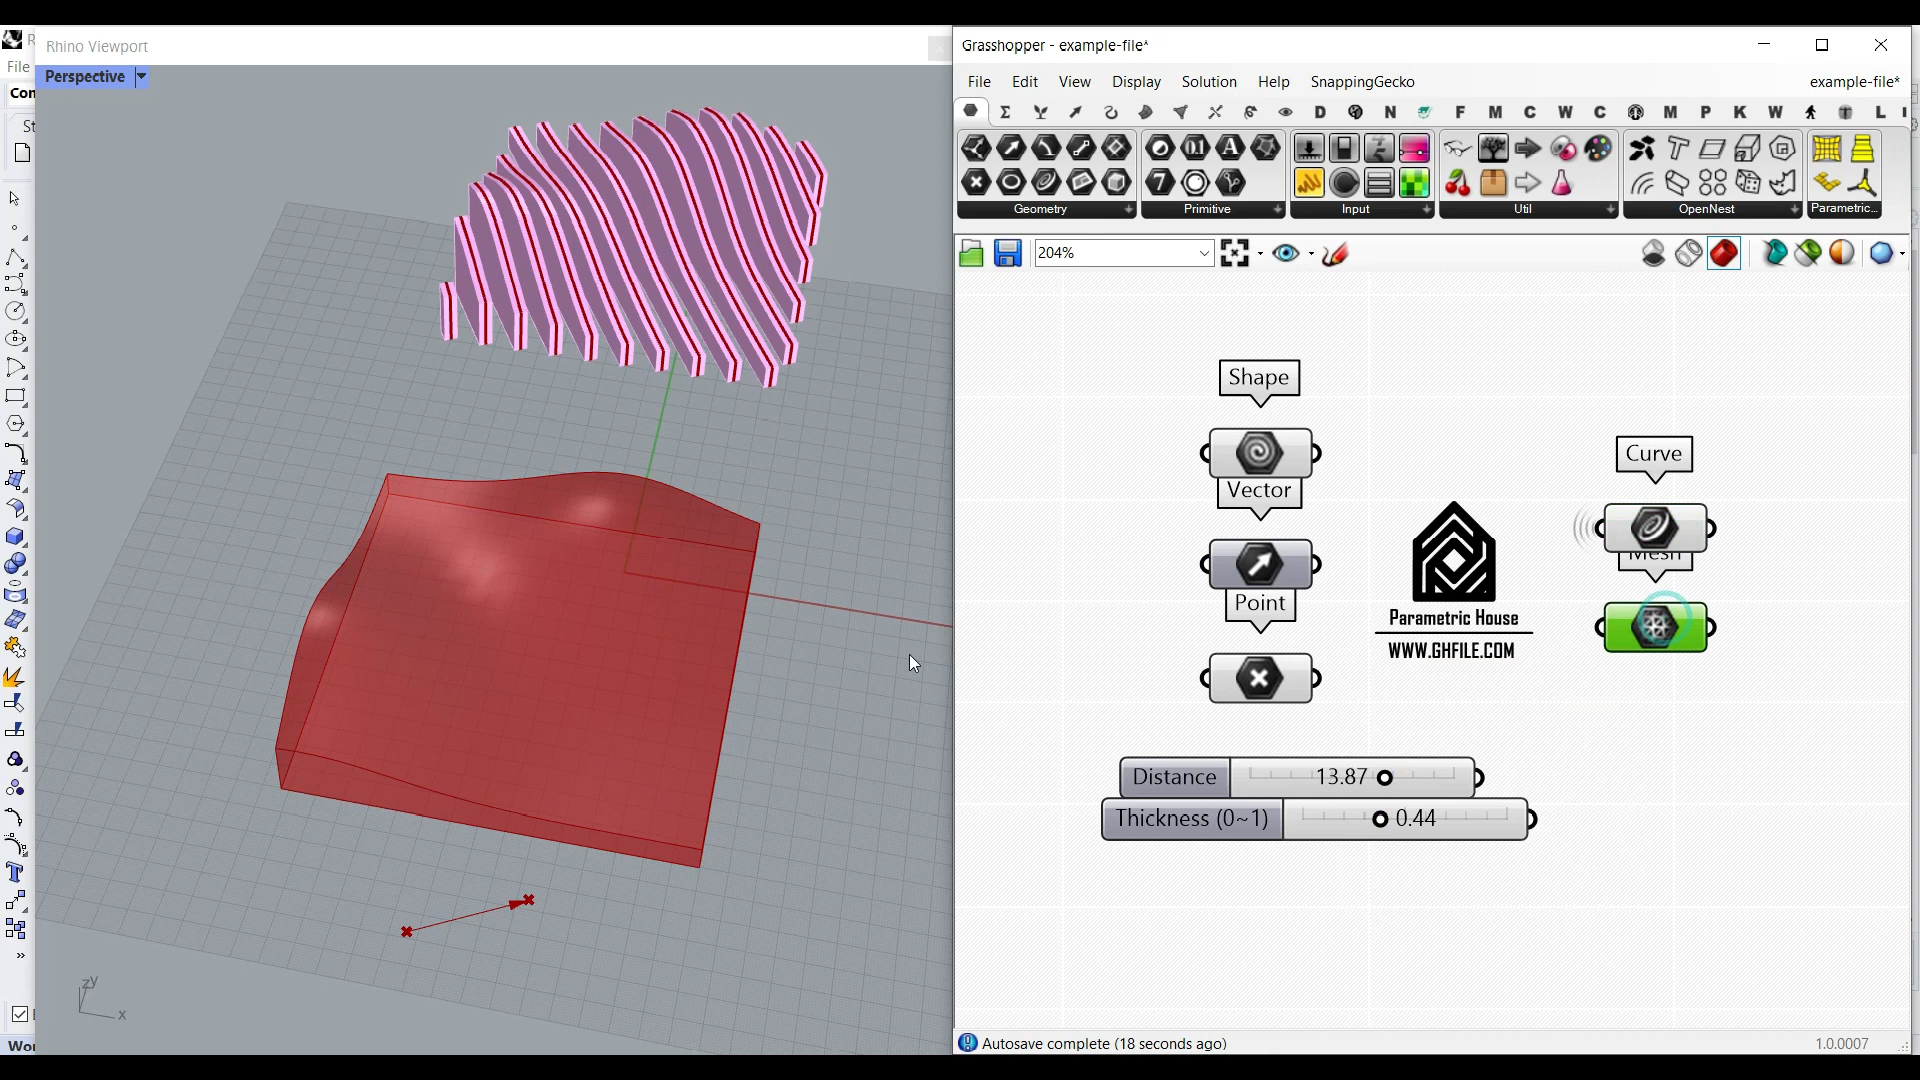 Rhino Viewport
Perspective
File
Grasshopper - example-file*
File Edit View Display Solution Help SnappingGecko
example-file*
D N F M C W C M P K W L
Geometry
Primitive
Input
Util
OpenNest
Parametric...
204%
Shape
Vector
Point
Curve
Mesh
Parametric House
WWW.GHFILE.COM
Distance 13.87
Thickness (0~1) 0.44
zy
x
Autosave complete (18 seconds ago)
1.0.0007